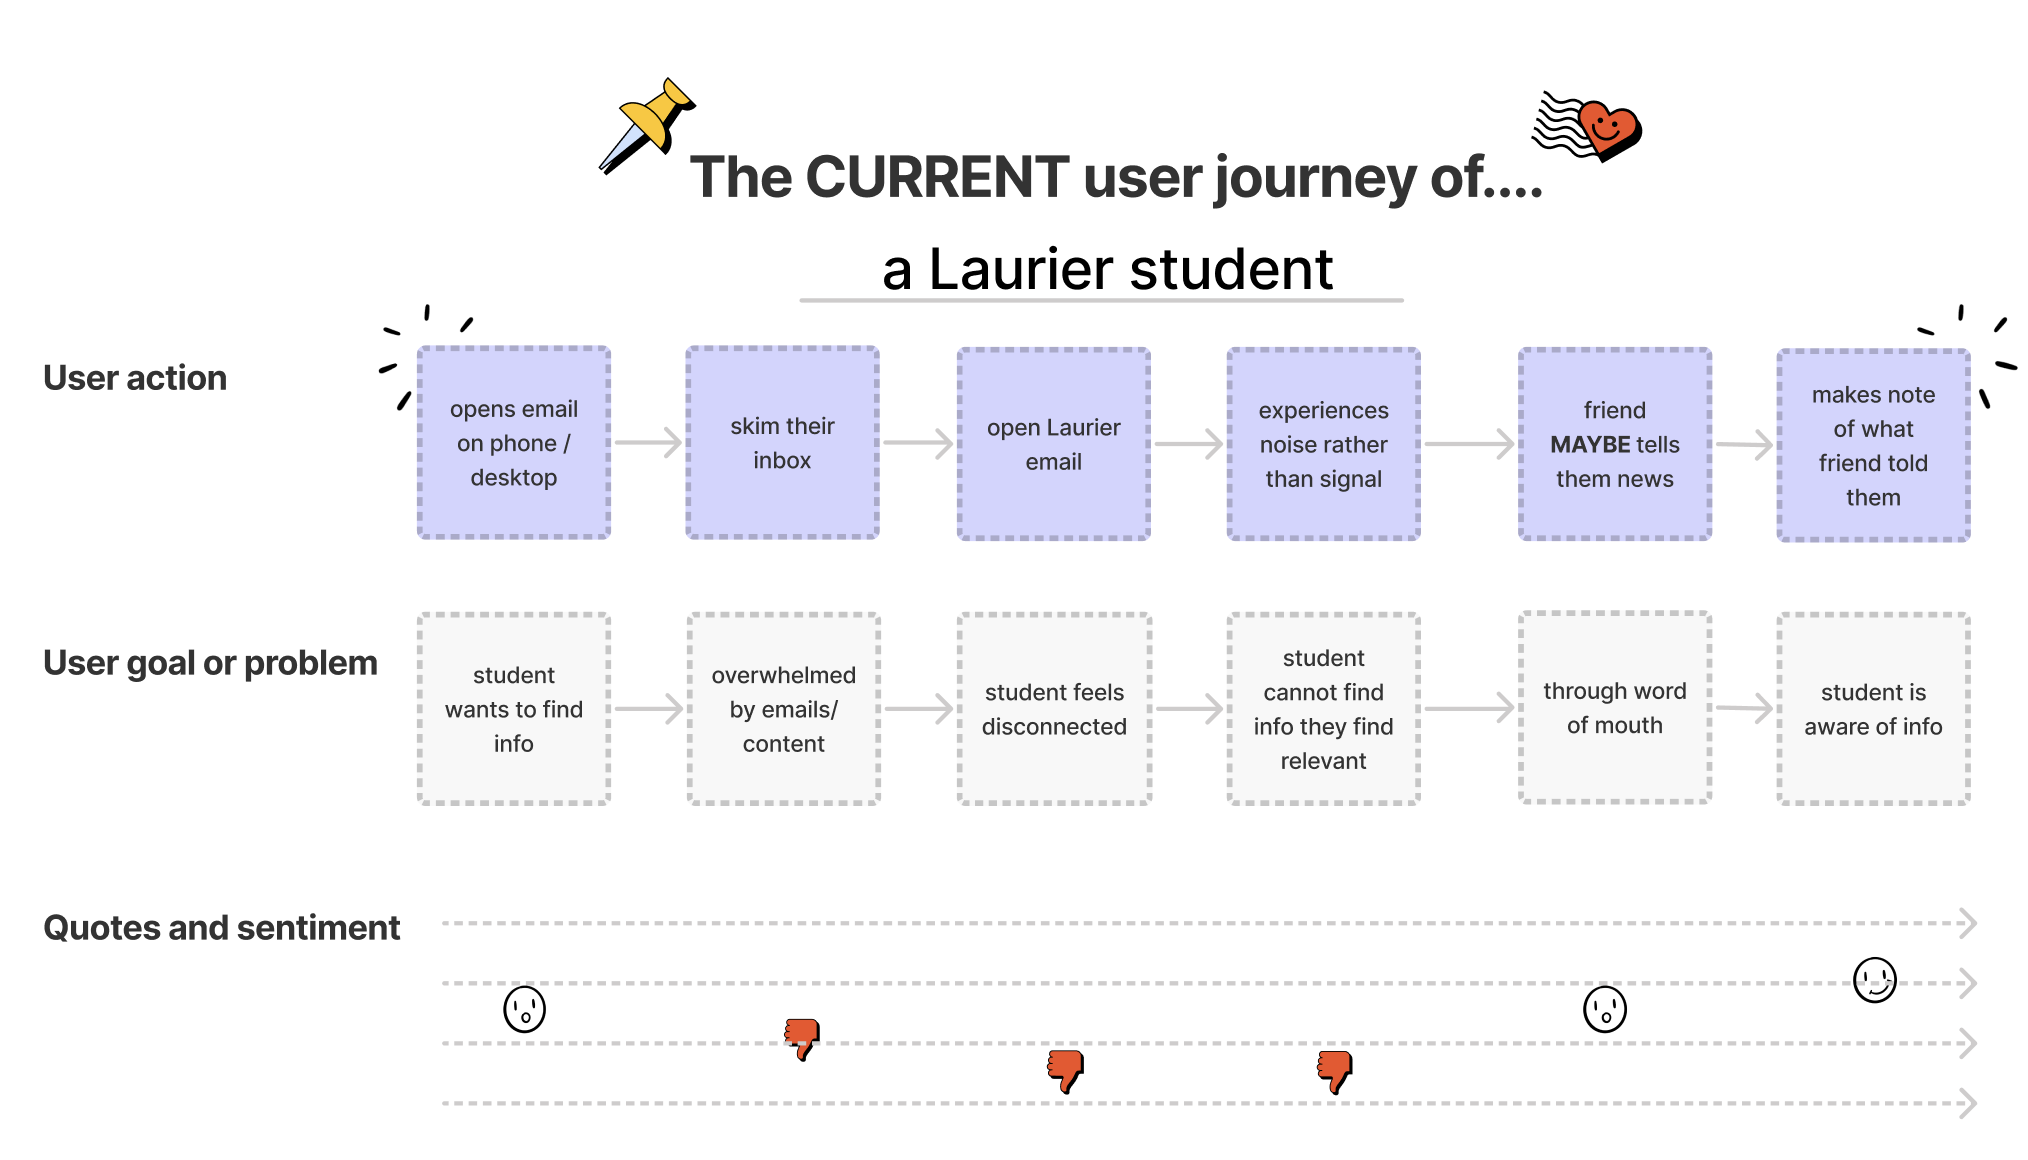 The CURRENT user journey of....
a Laurier student
User action
opens email
on phone /
desktop
skim their
inbox
open Laurier
email
experiences
noise rather
than signal
friend
MAYBE tells
them news
makes note
of what
friend told
them
User goal or problem
student
wants to find
info
overwhelmed
by emails/
content
student feels
disconnected
student
cannot find
info they find
relevant
through word
of mouth
student is
aware of info
Quotes and sentiment